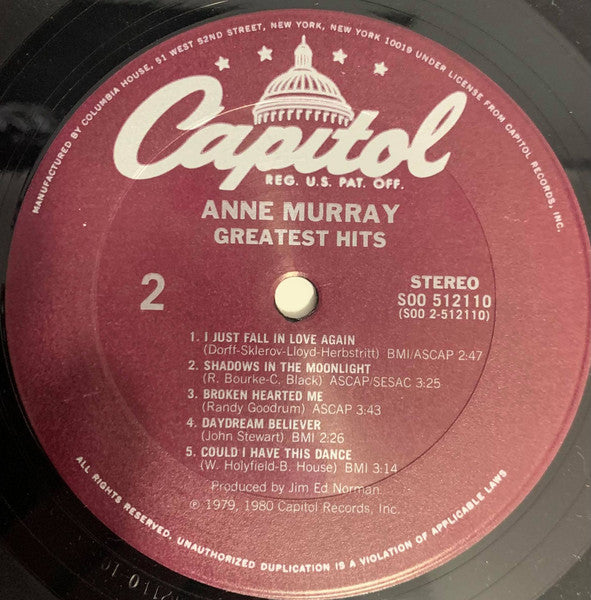 MANUFACTURED BY COLUMBIA HOUSE, 51 WEST 52ND STREET, NEW YORK, NEW YORK 10019 UNDER LICENSE FROM CAPITOL RECORDS, INC.
Capitol
REG. U.S. PAT. OFF.
ANNE MURRAY
GREATEST HITS
2
STEREO
SOO 512110
(SOO 2-512110)
1. I JUST FALL IN LOVE AGAIN
(Dorff-Sklerov-Lloyd-Herbstritt) BMI/ASCAP 2:47
2. SHADOWS IN THE MOONLIGHT
(R. Bourke-C. Black) ASCAP/SESAC 3:25
3. BROKEN HEARTED ME
(Randy Goodrum) ASCAP 3:43
4. DAYDREAM BELIEVER
(John Stewart) BMI 2:26
5. COULD I HAVE THIS DANCE
(W. Holyfield-B. House) BMI 3:14
Produced by Jim Ed Norman
℗ 1979, 1980 Capitol Records, Inc.
ALL RIGHTS RESERVED, UNAUTHORIZED DUPLICATION IS A VIOLATION OF APPLICABLE LAWS